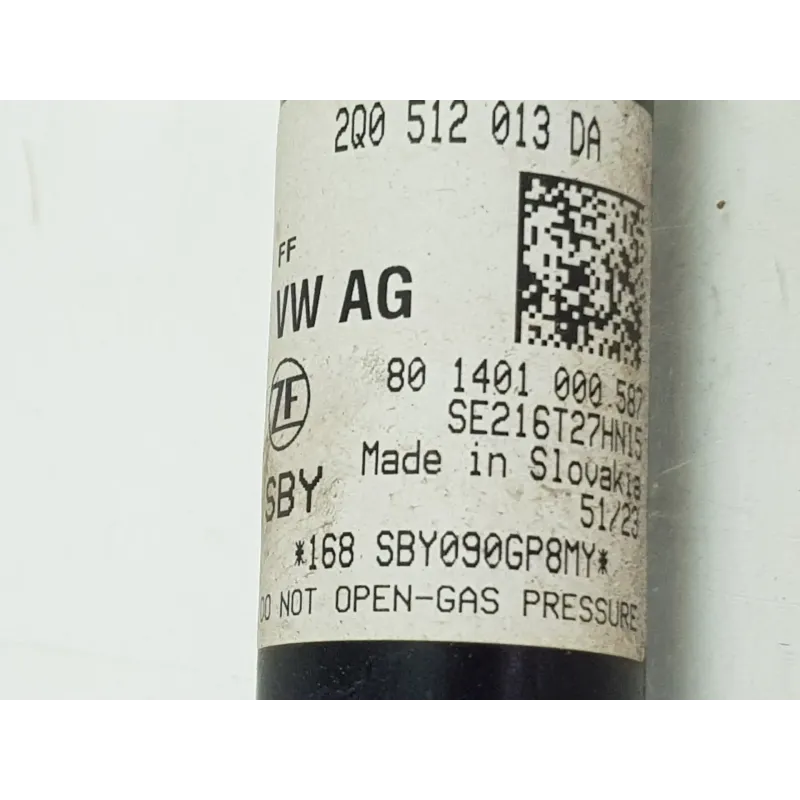 2Q0 512 013 DA
FF
VW AG
80 1401 000 587
ZF
SE216T27HN15
Made in Slovakia
SBY
51/23
*168 SBY090GP8MY*
DO NOT OPEN-GAS PRESSURE